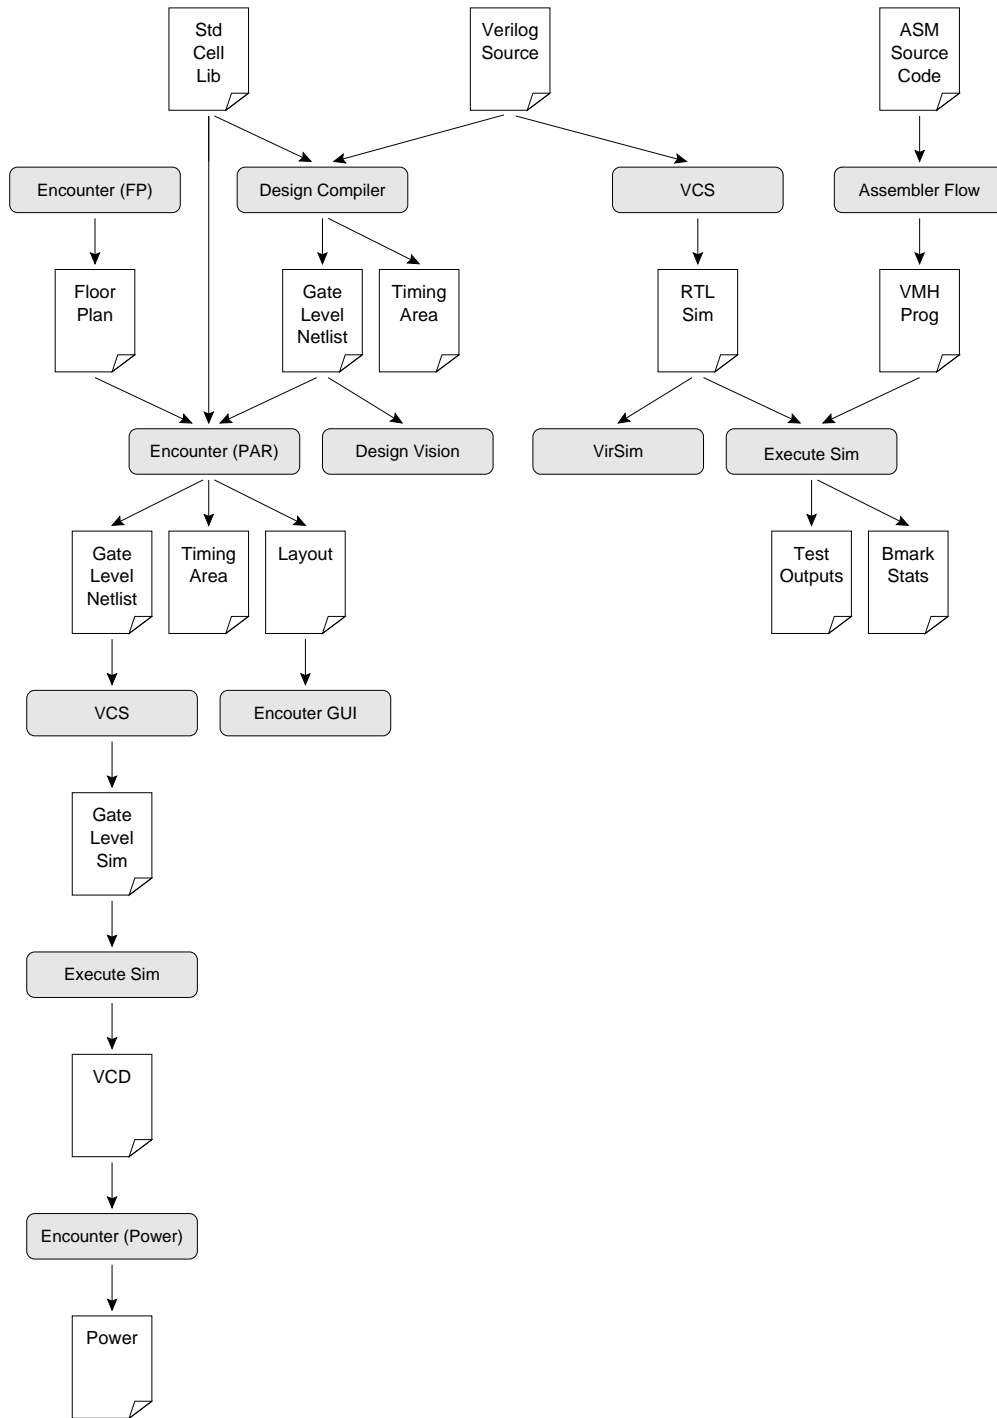 Std
Cell
Lib
Verilog
Source
ASM
Source
Code
Encounter (FP)
Design Compiler
VCS
Assembler Flow
Floor
Plan
Gate
Level
Netlist
Timing
Area
RTL
Sim
VMH
Prog
Encounter (PAR)
Design Vision
VirSim
Execute Sim
Gate
Level
Netlist
Timing
Area
Layout
Test
Outputs
Bmark
Stats
VCS
Encouter GUI
Gate
Level
Sim
Execute Sim
VCD
Encounter (Power)
Power